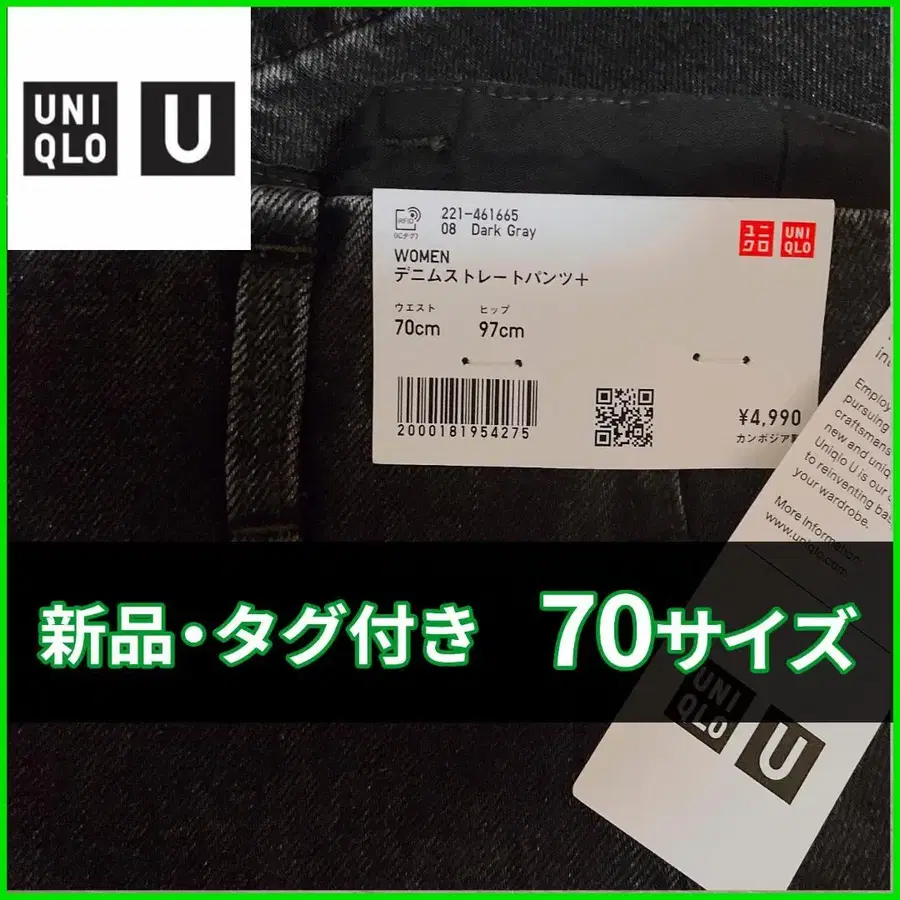 UNI
QLO
U
RFID
(ICタグ)
221-461665
08 Dark Gray
ユニ
クロ
UNI
QLO
WOMEN
デニムストレートパンツ+
ウエスト ヒップ
70cm 97cm
2000181954275
¥4,990
カンボジア製
Employ
pursuing
craftsmans
new and uniq
Uniqlo U is our
to reinventing bas
your wardrobe.
More Information
www.uniqlo.com
新品・タグ付き 70サイズ
UNI
QLO
U